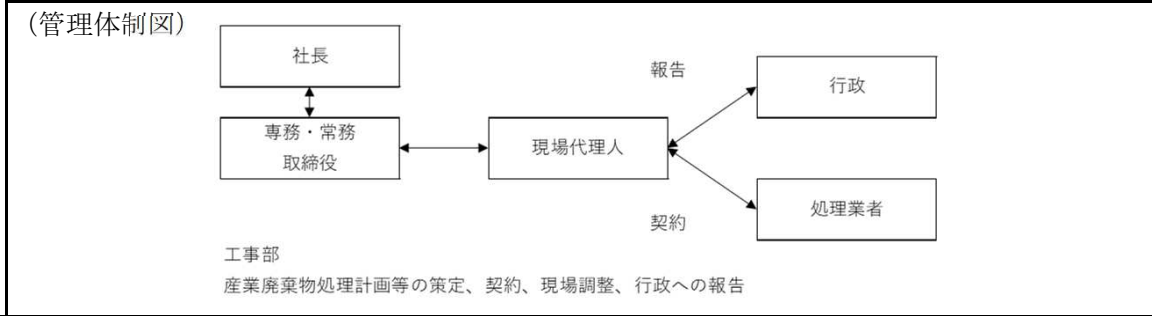 （管理体制図）
社長
報告
行政
専務・常務
取締役
現場代理人
処理業者
契約
工事部
産業廃棄物処理計画等の策定、契約、現場調整、行政への報告